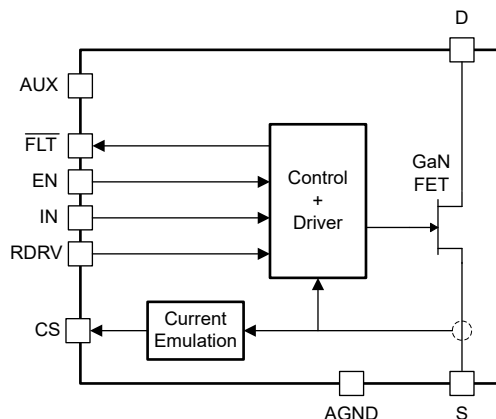 D
AUX
FLT
EN
IN
RDRV
CS
Control
+
Driver
GaN
FET
Current
Emulation
AGND
S